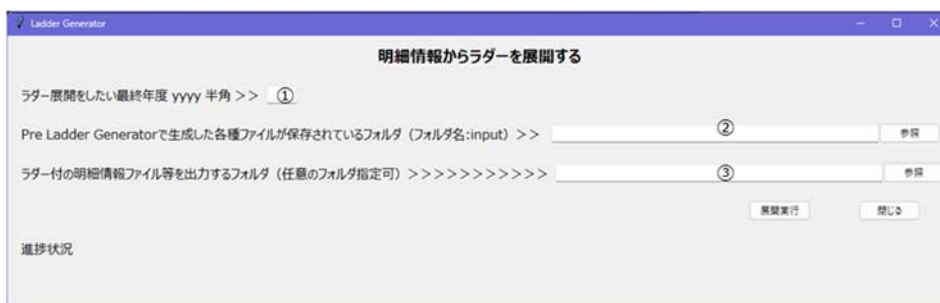 Ladder Generator
明細情報からラダーを展開する
ラダー展開をしたい最終年度 yyyy 半角 >> ①
Pre Ladder Generatorで生成した各種ファイルが保存されているフォルダ（フォルダ名:input）>> ② 参照
ラダー付の明細情報ファイル等を出力するフォルダ（任意のフォルダ指定可）>>>>>>>>>>> ③ 参照
展開実行 閉じる
進捗状況